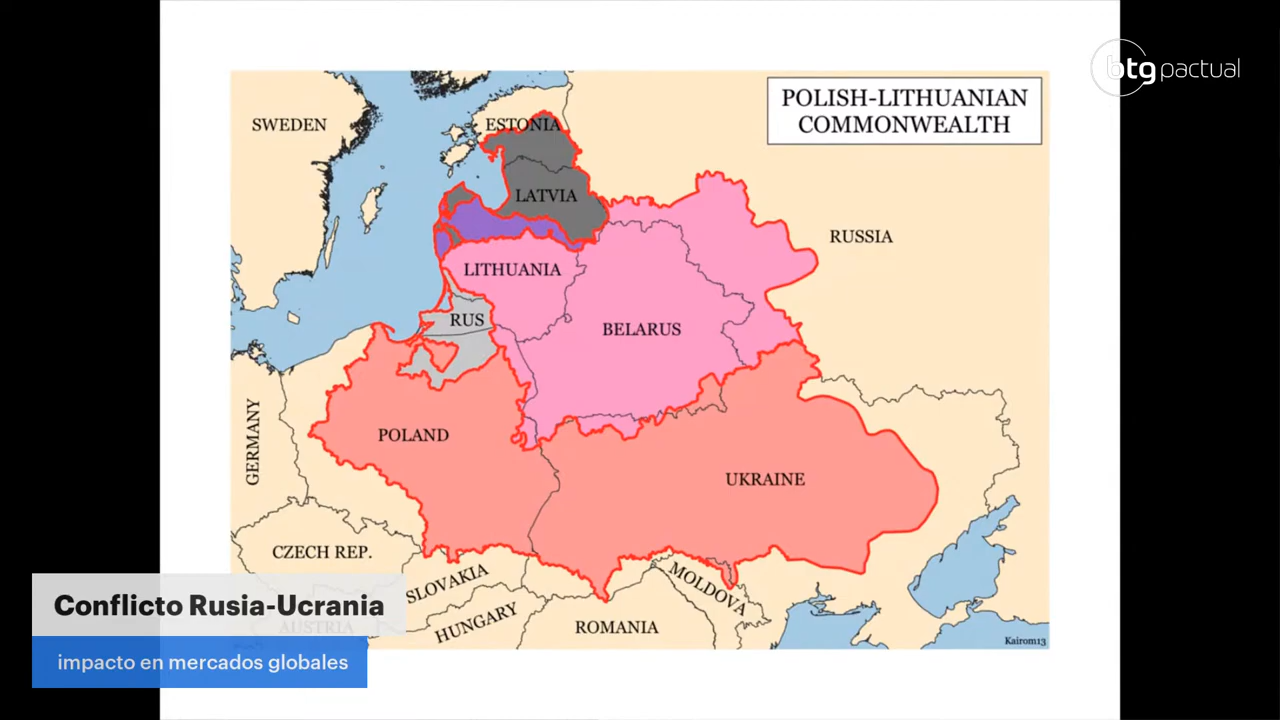 btg pactual
POLISH-LITHUANIAN
COMMONWEALTH
SWEDEN
ESTONIA
LATVIA
RUSSIA
LITHUANIA
RUS
BELARUS
GERMANY
POLAND
UKRAINE
CZECH REP.
SLOVAKIA
MOLDOVA
HUNGARY
AUSTRIA
ROMANIA
Kairom13
Conflicto Rusia-Ucrania
impacto en mercados globales